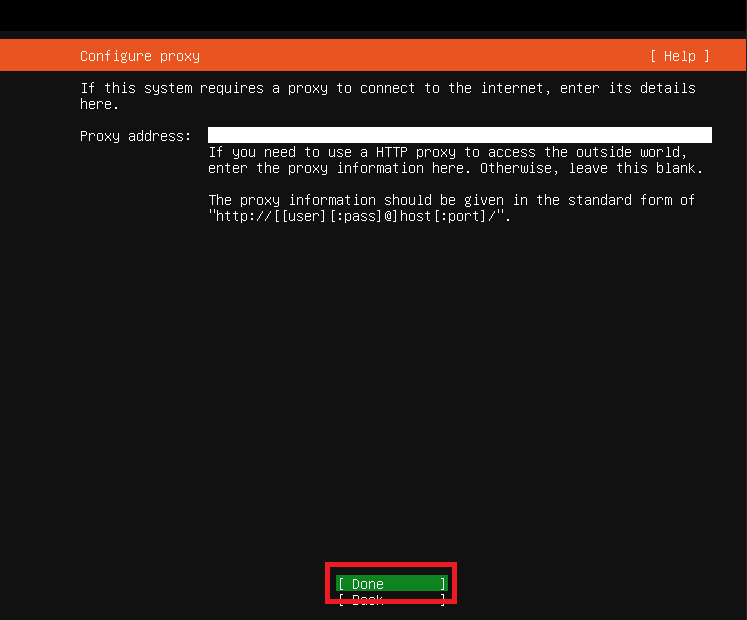 Configure proxy [ Help ]
If this system requires a proxy to connect to the internet, enter its details
here.
Proxy address:
If you need to use a HTTP proxy to access the outside world,
enter the proxy information here. Otherwise, leave this blank.
The proxy information should be given in the standard form of
"http://[[user][:pass]@]host[:port]/".
[ Done ]
[ Back ]